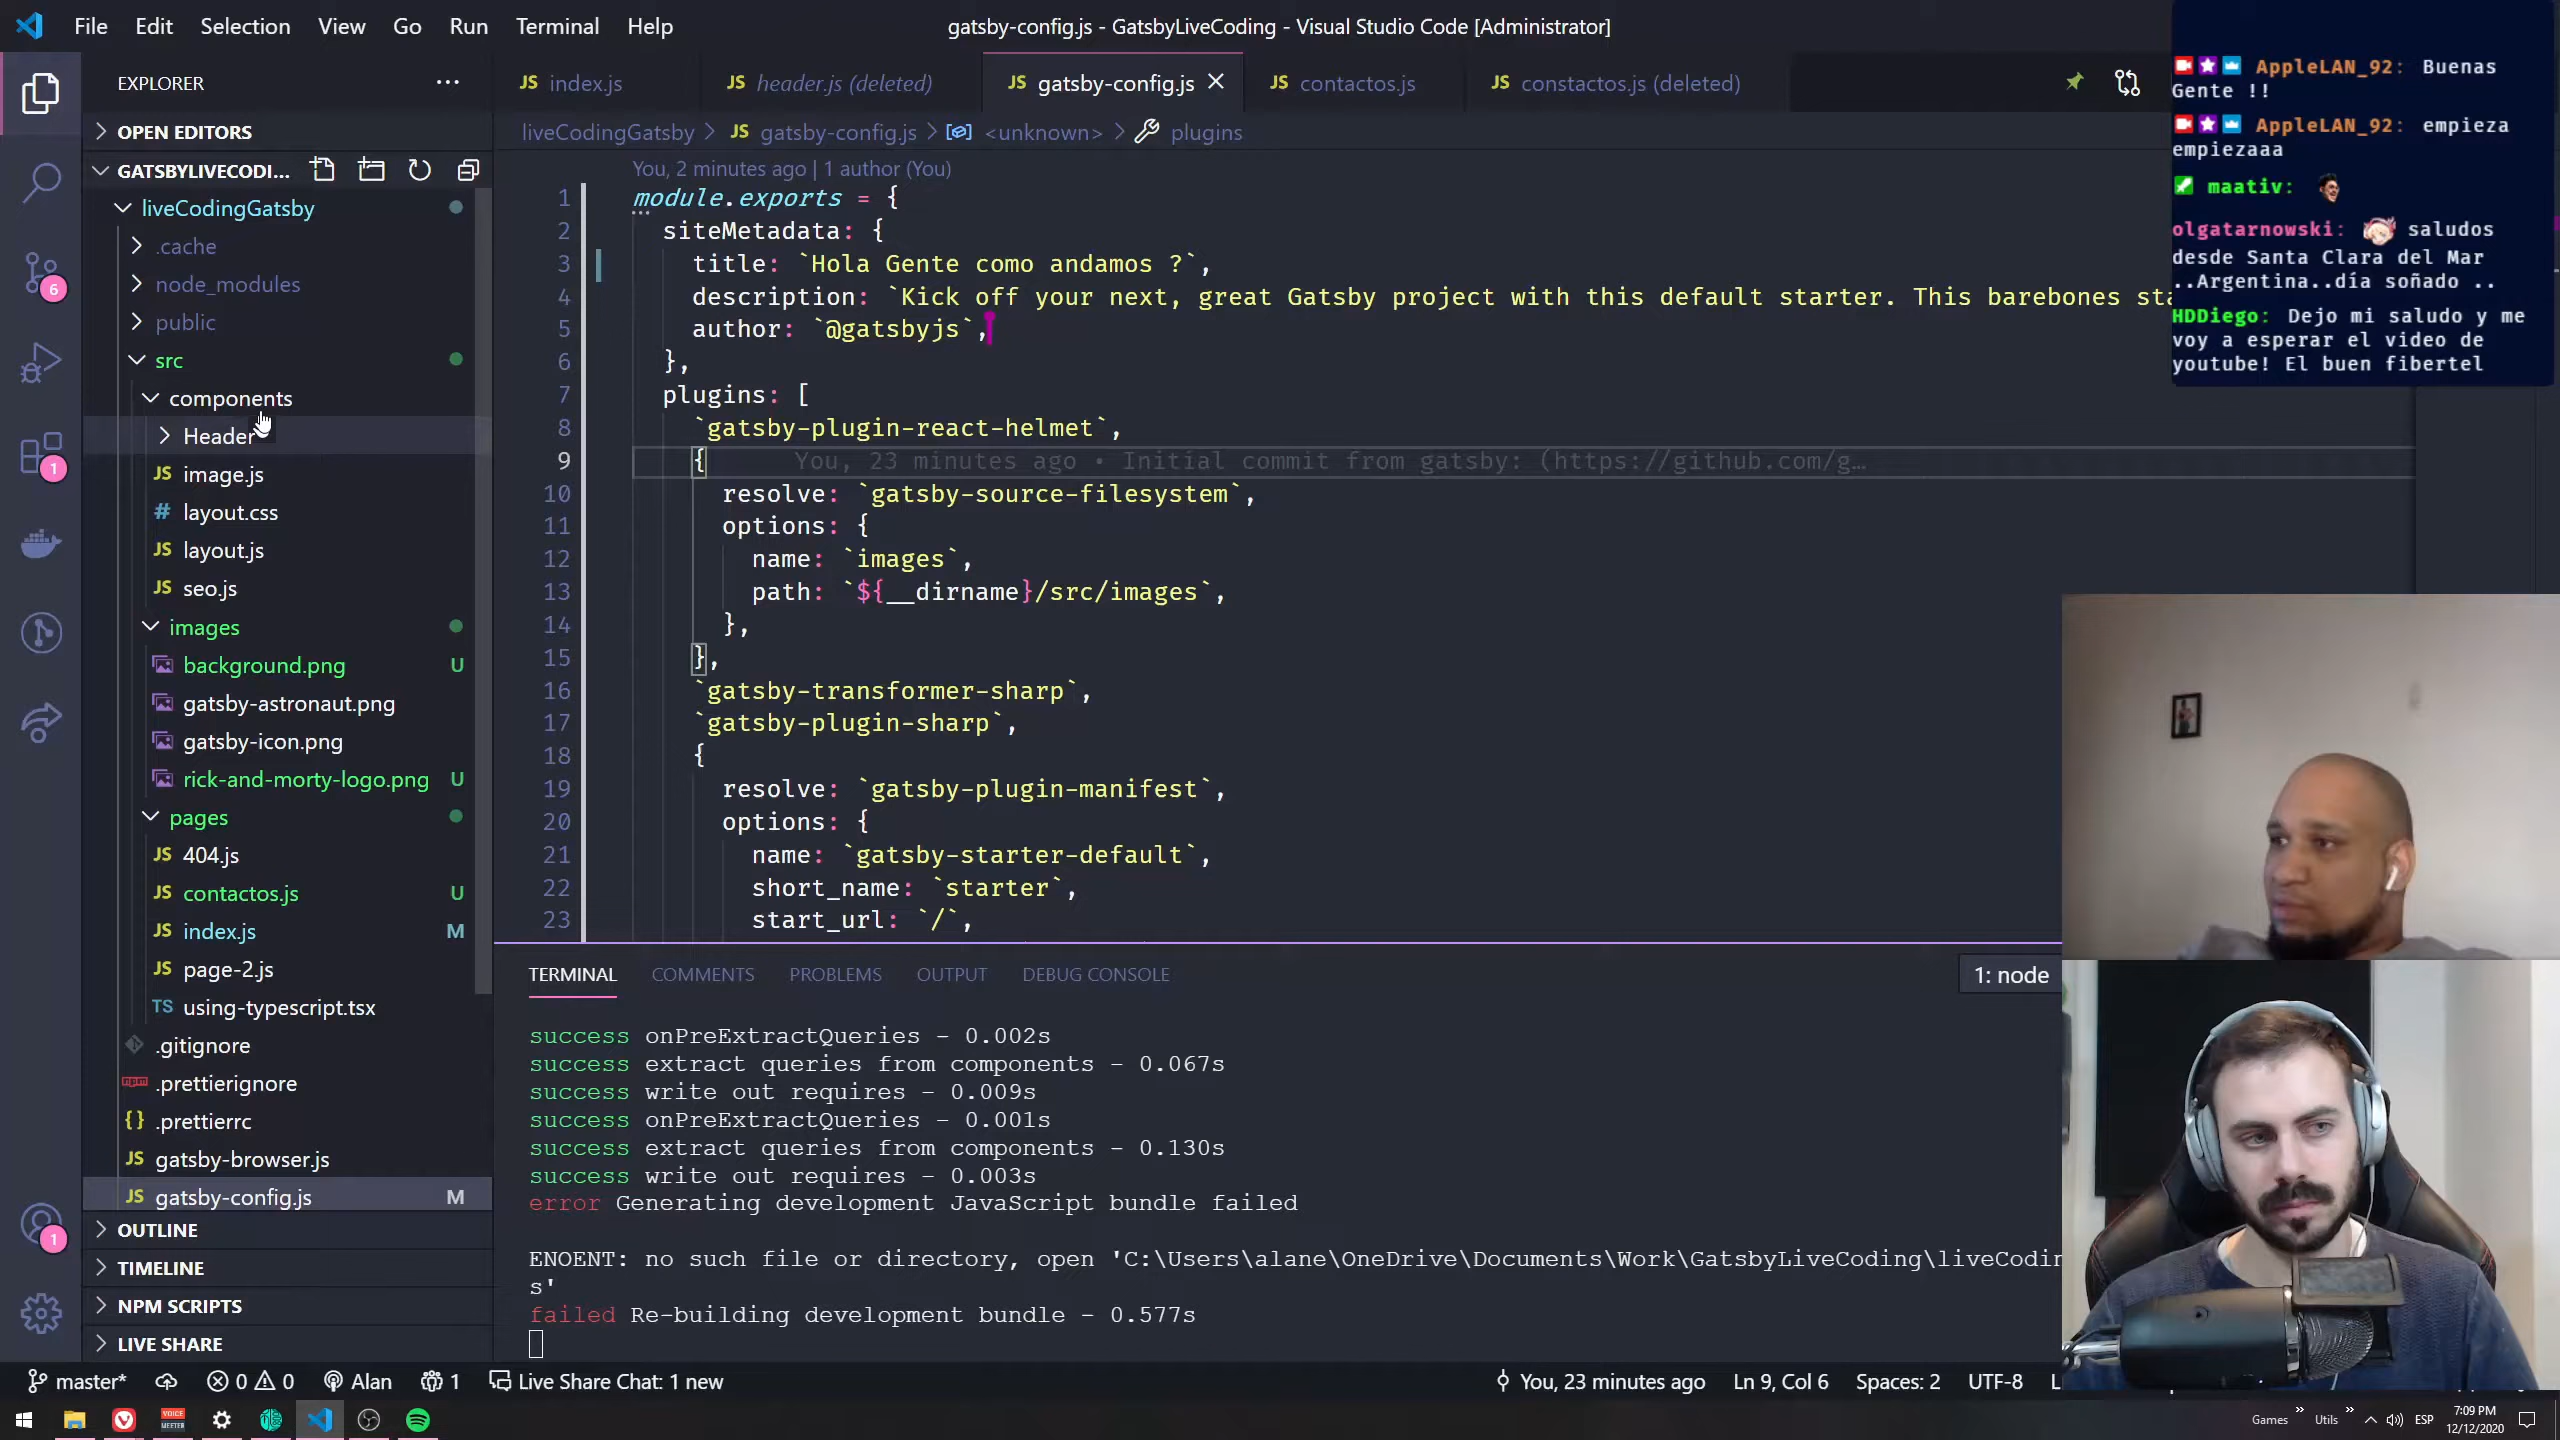 File Edit Selection View Go Run Terminal Help
gatsby-config.js - GatsbyLiveCoding - Visual Studio Code [Administrator]
EXPLORER
OPEN EDITORS
GATSBYLIVECODI...
liveCodingGatsby
.cache
node_modules
public
src
components
Header
image.js
layout.css
layout.js
seo.js
images
background.png U
gatsby-astronaut.png
gatsby-icon.png
rick-and-morty-logo.png U
pages
404.js
contactos.js U
index.js M
page-2.js
using-typescript.tsx
.gitignore
.prettierignore
.prettierrc
gatsby-browser.js
gatsby-config.js M
OUTLINE
TIMELINE
NPM SCRIPTS
LIVE SHARE
6
1
1
JS index.js
JS header.js (deleted)
JS gatsby-config.js
JS contactos.js
JS constactos.js (deleted)
liveCodingGatsby > JS gatsby-config.js > <unknown> > plugins
You, 2 minutes ago | 1 author (You)
1 module.exports = {
2 siteMetadata: {
3 title: `Hola Gente como andamos ?`,
4 description: `Kick off your next, great Gatsby project with this default starter. This barebones sta
5 author: `@gatsbyjs`,
6 },
7 plugins: [
8 `gatsby-plugin-react-helmet`,
9 { You, 23 minutes ago • Initial commit from gatsby: (https://github.com/g…
10 resolve: `gatsby-source-filesystem`,
11 options: {
12 name: `images`,
13 path: `${__dirname}/src/images`,
14 },
15 },
16 `gatsby-transformer-sharp`,
17 `gatsby-plugin-sharp`,
18 {
19 resolve: `gatsby-plugin-manifest`,
20 options: {
21 name: `gatsby-starter-default`,
22 short_name: `starter`,
23 start_url: `/`,
TERMINAL COMMENTS PROBLEMS OUTPUT DEBUG CONSOLE
1: node
success onPreExtractQueries - 0.002s
success extract queries from components - 0.067s
success write out requires - 0.009s
success onPreExtractQueries - 0.001s
success extract queries from components - 0.130s
success write out requires - 0.003s
error Generating development JavaScript bundle failed
ENOENT: no such file or directory, open 'C:\Users\alane\OneDrive\Documents\Work\GatsbyLiveCoding\liveCodin
s'
failed Re-building development bundle - 0.577s
AppleLAN_92: Buenas
Gente !!
AppleLAN_92: empieza
empiezaaa
maativ:
olgatarnowski: saludos
desde Santa Clara del Mar
..Argentina..día soñado ..
HDDiego: Dejo mi saludo y me
voy a esperar el video de
youtube! El buen fibertel
master* 0 0 Alan 1 Live Share Chat: 1 new
You, 23 minutes ago Ln 9, Col 6 Spaces: 2 UTF-8
VOICE
MEETER
Games Utils ESP
7:09 PM
12/12/2020